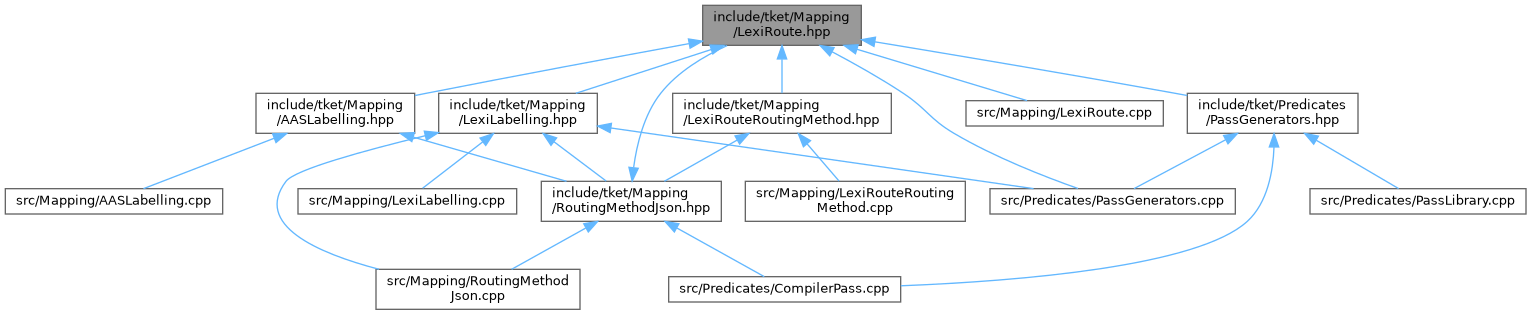 include/tket/Mapping
/LexiRoute.hpp
include/tket/Mapping
/AASLabelling.hpp
include/tket/Mapping
/LexiLabelling.hpp
include/tket/Mapping
/LexiRouteRoutingMethod.hpp
src/Mapping/LexiRoute.cpp
include/tket/Predicates
/PassGenerators.hpp
src/Mapping/AASLabelling.cpp
src/Mapping/LexiLabelling.cpp
include/tket/Mapping
/RoutingMethodJson.hpp
src/Mapping/LexiRouteRouting
Method.cpp
src/Predicates/PassGenerators.cpp
src/Predicates/PassLibrary.cpp
src/Mapping/RoutingMethod
Json.cpp
src/Predicates/CompilerPass.cpp